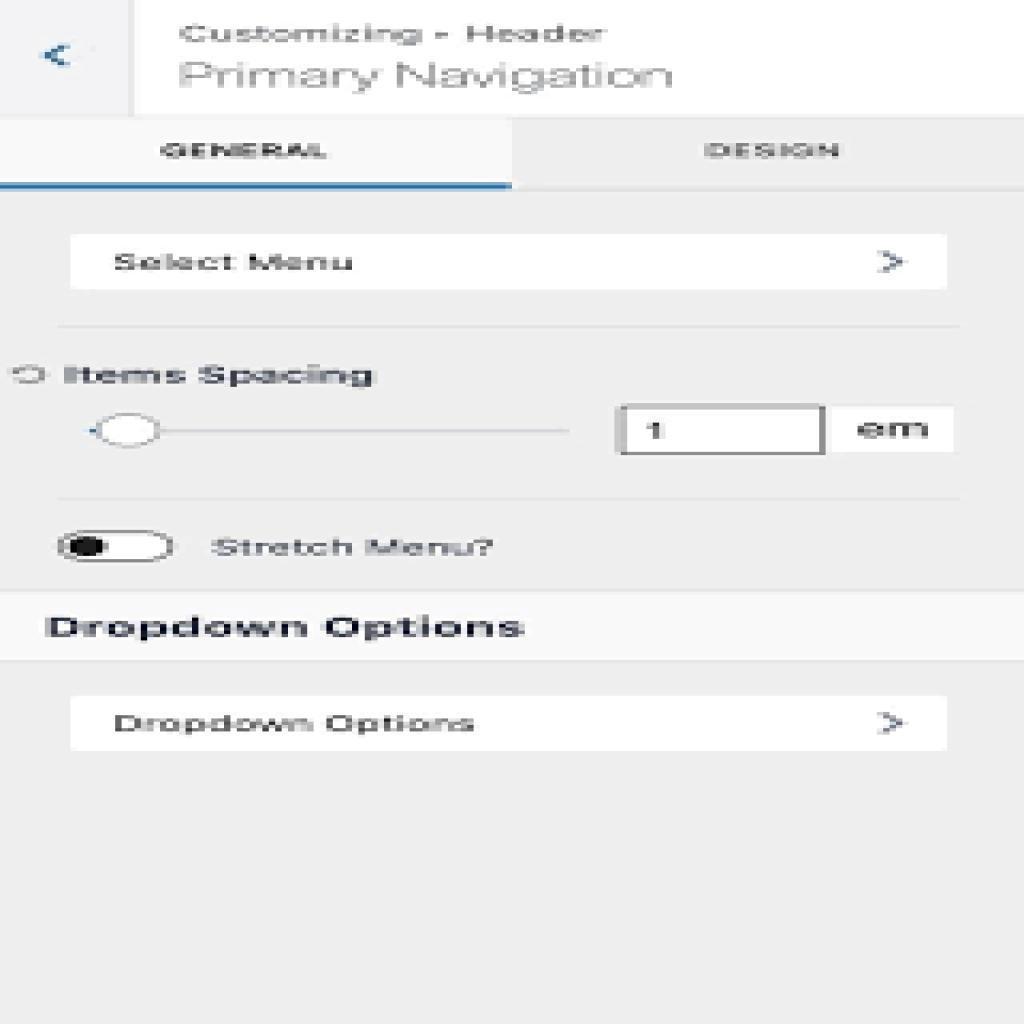 Customizing - Header
Primary Navigation
GENERAL DESIGN
Select Menu
Items Spacing
1 em
Stretch Menu?
Dropdown Options
Dropdown Options